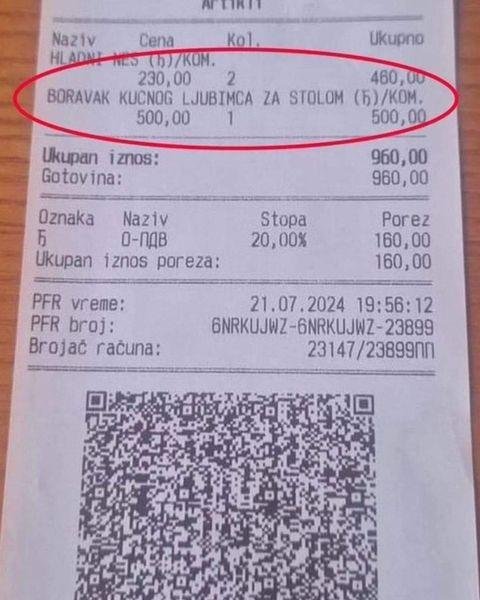 Artikli
Naziv Cena Kol. Ukupno
HLADNI NES (Ђ)/KOM.
230,00 2 460,00
BORAVAK KUCNOG LJUBIMCA ZA STOLOM (Ђ)/KOM.
500,00 1 500,00
Ukupan iznos: 960,00
Gotovina: 960,00
Oznaka Naziv Stopa Porez
Ђ О-ПДВ 20,00% 160,00
Ukupan iznos poreza: 160,00
PFR vreme: 21.07.2024 19:56:12
PFR broj: 6NRKUJWZ-6NRKUJWZ-23899
Brojač računa: 23147/23899ПП